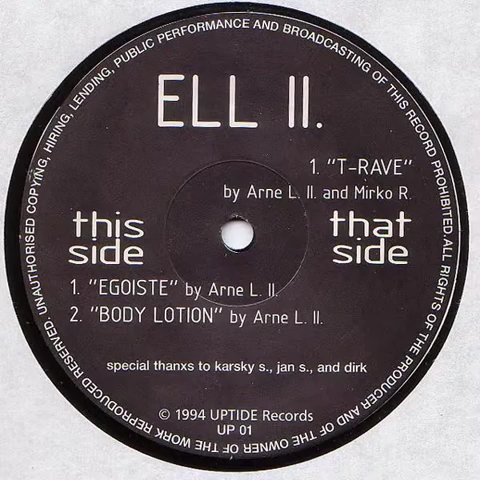 UNAUTHORISED COPYING, HIRING, LENDING, PUBLIC PERFORMANCE AND BROADCASTING OF THIS RECORD PROHIBITED. ALL RIGHTS OF THE PRODUCER AND OF THE OWNER OF THE WORK REPRODUCED RESERVED.
ELL II.
1. "T-RAVE"
by Arne L. II. and Mirko R.
this side
that side
1. "EGOISTE" by Arne L. II.
2. "BODY LOTION" by Arne L. II.
special thanxs to karsky s., jan s., and dirk
© 1994 UPTIDE Records
UP 01